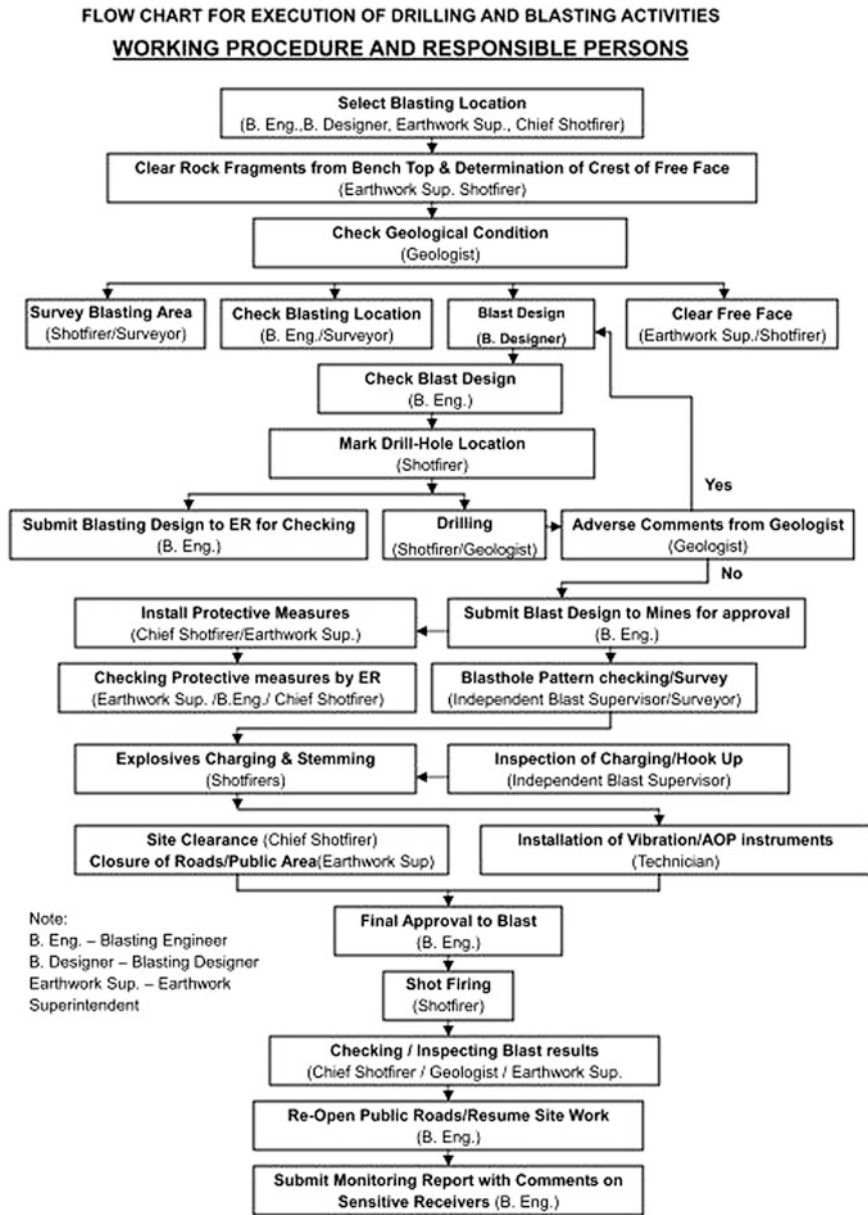 FLOW CHART FOR EXECUTION OF DRILLING AND BLASTING ACTIVITIES
WORKING PROCEDURE AND RESPONSIBLE PERSONS
Select Blasting Location
(B. Eng.,B. Designer, Earthwork Sup., Chief Shotfirer)
Clear Rock Fragments from Bench Top & Determination of Crest of Free Face
(Earthwork Sup. Shotfirer)
Check Geological Condition
(Geologist)
Survey Blasting Area
(Shotfirer/Surveyor)
Check Blasting Location
(B. Eng./Surveyor)
Blast Design
(B. Designer)
Clear Free Face
(Earthwork Sup./Shotfirer)
Check Blast Design
(B. Eng.)
Mark Drill-Hole Location
(Shotfirer)
Yes
Submit Blasting Design to ER for Checking
(B. Eng.)
Drilling
(Shotfirer/Geologist)
Adverse Comments from Geologist
(Geologist)
No
Install Protective Measures
(Chief Shotfirer/Earthwork Sup.)
Submit Blast Design to Mines for approval
(B. Eng.)
Checking Protective measures by ER
(Earthwork Sup. /B.Eng./ Chief Shotfirer)
Blasthole Pattern checking/Survey
(Independent Blast Supervisor/Surveyor)
Explosives Charging & Stemming
(Shotfirers)
Inspection of Charging/Hook Up
(Independent Blast Supervisor)
Site Clearance (Chief Shotfirer)
Closure of Roads/Public Area(Earthwork Sup)
Installation of Vibration/AOP instruments
(Technician)
Final Approval to Blast
(B. Eng.)
Note:
B. Eng. – Blasting Engineer
B. Designer – Blasting Designer
Earthwork Sup. – Earthwork
Superintendent
Shot Firing
(Shotfirer)
Checking / Inspecting Blast results
(Chief Shotfirer / Geologist / Earthwork Sup.
Re-Open Public Roads/Resume Site Work
(B. Eng.)
Submit Monitoring Report with Comments on
Sensitive Receivers (B. Eng.)